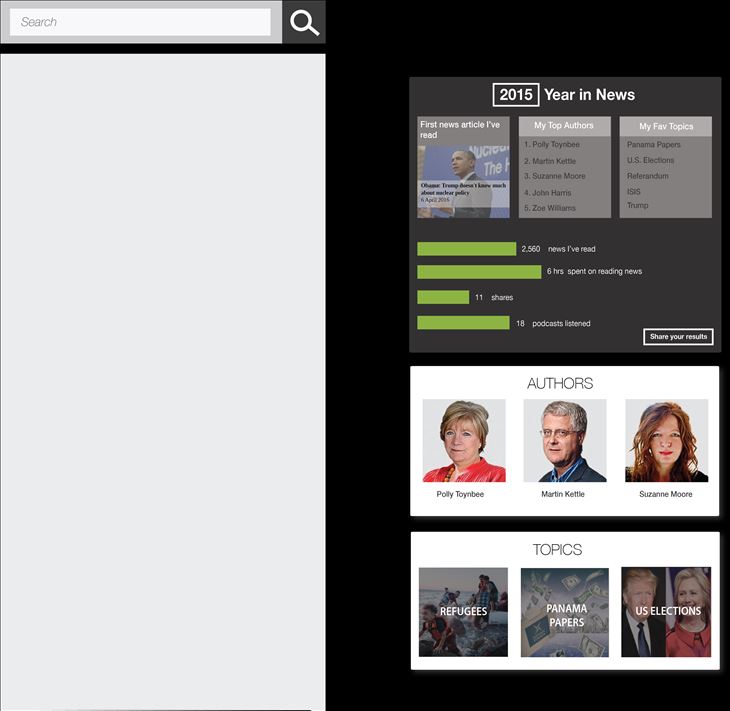 Search
2015 Year in News
First news article I've
read
Nuclear
The H
Obama: Trump doesn't know much
about nuclear policy.
6 April 2016
My Top Authors
1. Polly Toynbee
2. Martin Kettle
3. Suzanne Moore
4. John Harris
5. Zoe Williams
My Fav Topics
Panama Papers
U.S. Elections
Referandum
ISIS
Trump
2,560 news I've read
6 hrs spent on reading news
11 shares
18 podcasts listened
Share your results
AUTHORS
Polly Toynbee
Martin Kettle
Suzanne Moore
TOPICS
REFUGEES
PANAMA
PAPERS
US ELECTIONS